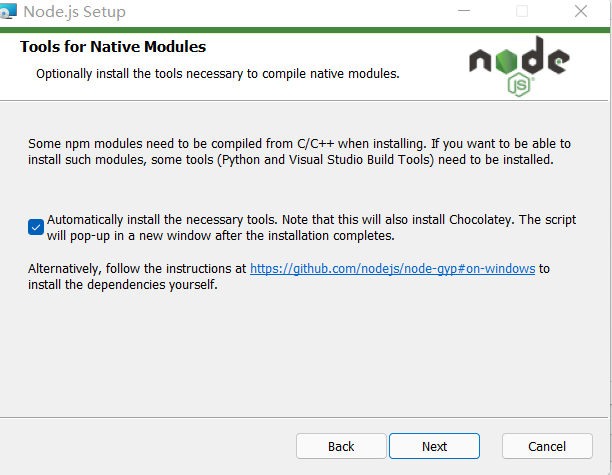 Node.js Setup
Tools for Native Modules
Optionally install the tools necessary to compile native modules.
node
JS
Some npm modules need to be compiled from C/C++ when installing. If you want to be able to
install such modules, some tools (Python and Visual Studio Build Tools) need to be installed.
Automatically install the necessary tools. Note that this will also install Chocolatey. The script
will pop-up in a new window after the installation completes.
Alternatively, follow the instructions at https://github.com/nodejs/node-gyp#on-windows to
install the dependencies yourself.
Back
Next
Cancel